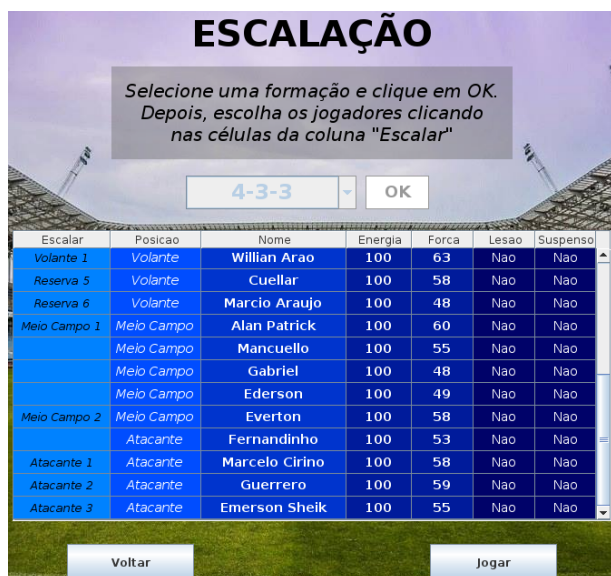 ESCALAÇÃO
Selecione uma formação e clique em OK.
Depois, escolha os jogadores clicando
nas células da coluna "Escalar"
4-3-3 OK
Escalar Posicao Nome Energia Forca Lesao Suspenso
Volante 1 Volante Willian Arao 100 63 Nao Nao
Reserva 5 Volante Cuellar 100 58 Nao Nao
Reserva 6 Volante Marcio Araujo 100 48 Nao Nao
Meio Campo 1 Meio Campo Alan Patrick 100 60 Nao Nao
Meio Campo Mancuello 100 55 Nao Nao
Meio Campo Gabriel 100 48 Nao Nao
Meio Campo Ederson 100 49 Nao Nao
Meio Campo 2 Meio Campo Everton 100 58 Nao Nao
Atacante Fernandinho 100 53 Nao Nao
Atacante 1 Atacante Marcelo Cirino 100 58 Nao Nao
Atacante 2 Atacante Guerrero 100 59 Nao Nao
Atacante 3 Atacante Emerson Sheik 100 55 Nao Nao
Voltar Jogar